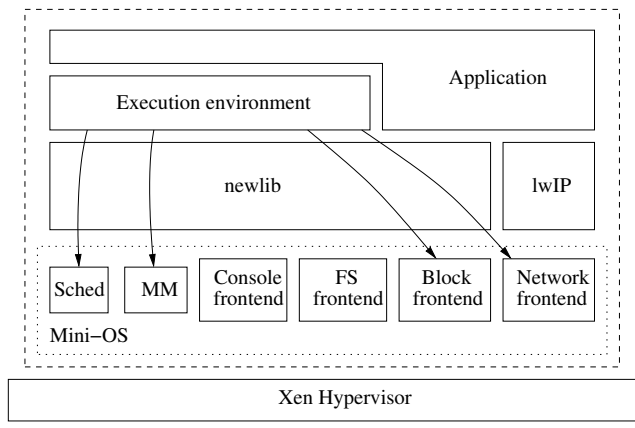 Application
Execution environment
newlib
lwIP
Sched
MM
Console
frontend
FS
frontend
Block
frontend
Network
frontend
Mini−OS
Xen Hypervisor